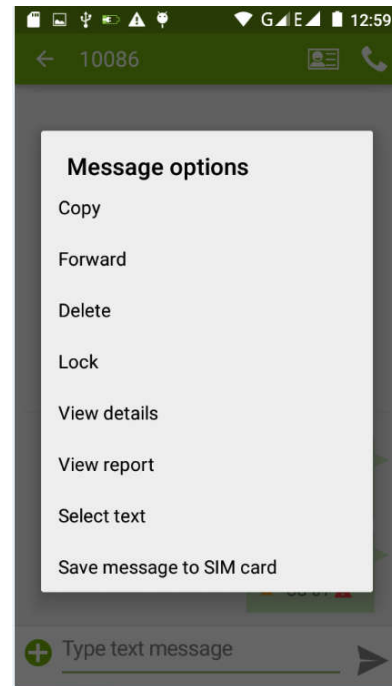 G E 12:59
10086
Message options
Copy
Forward
Delete
Lock
View details
View report
Select text
Save message to SIM card
Type text message